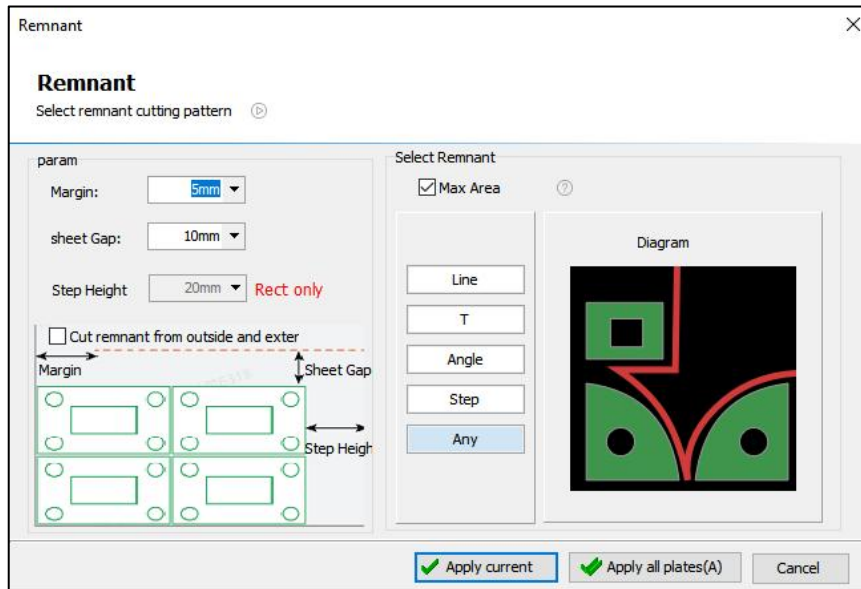 Remnant
Remnant
Select remnant cutting pattern
param
Margin: 5mm
sheet Gap: 10mm
Step Height 20mm Rect only
Cut remnant from outside and exter
Margin
Sheet Gap
Step Heigh
Select Remnant
Max Area
Line
T
Angle
Step
Any
Diagram
Apply current
Apply all plates(A)
Cancel